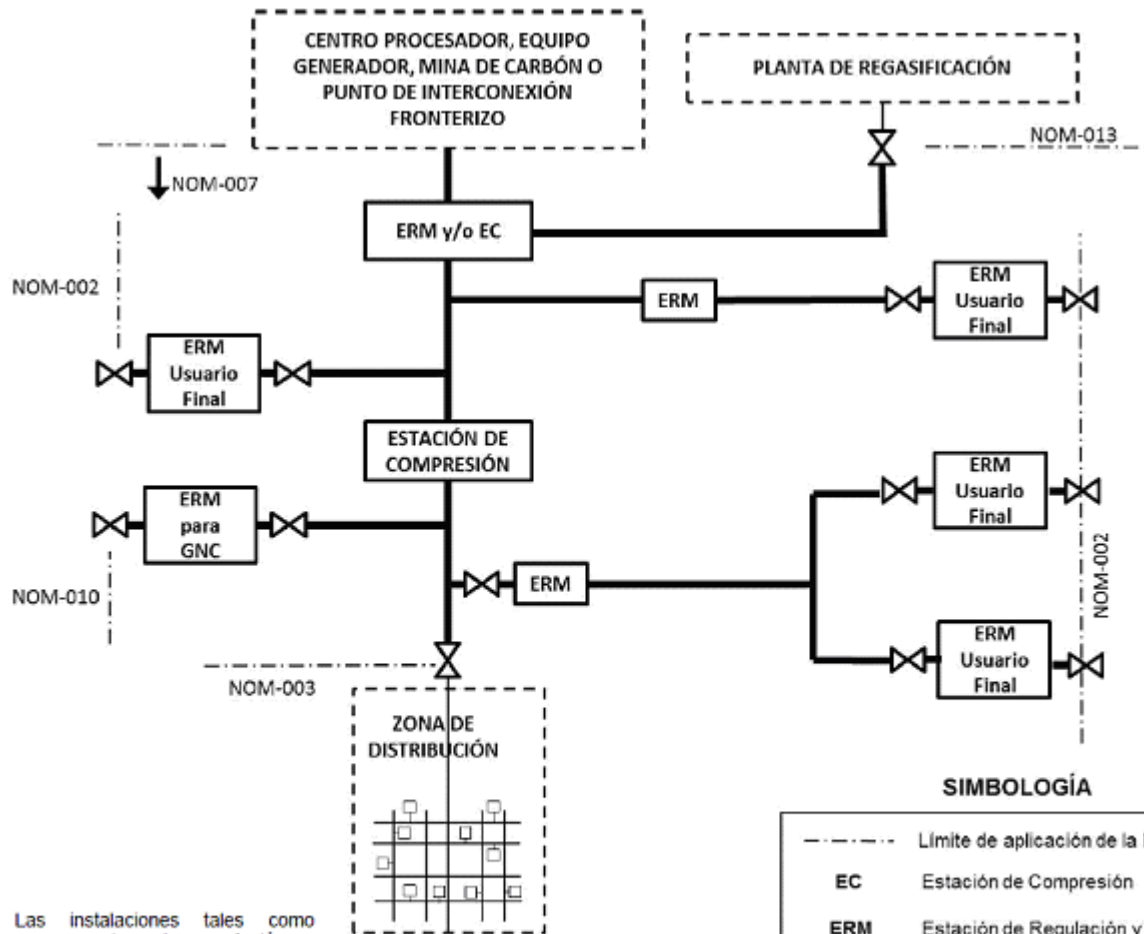 CENTRO PROCESADOR, EQUIPO
GENERADOR, MINA DE CARBÓN O
PUNTO DE INTERCONEXIÓN
FRONTERIZO
PLANTA DE REGASIFICACIÓN
NOM-013
NOM-007
ERM y/o EC
NOM-002
ERM
ERM
Usuario
Final
ERM
Usuario
Final
ESTACIÓN DE
COMPRESIÓN
ERM
Usuario
Final
ERM
para
GNC
NOM-002
NOM-010
ERM
ERM
Usuario
Final
NOM-003
ZONA DE
DISTRIBUCIÓN
SIMBOLOGÍA
Límite de aplicación de la
EC Estación de Compresión
ERM Estación de Regulación y
Las instalaciones tales como